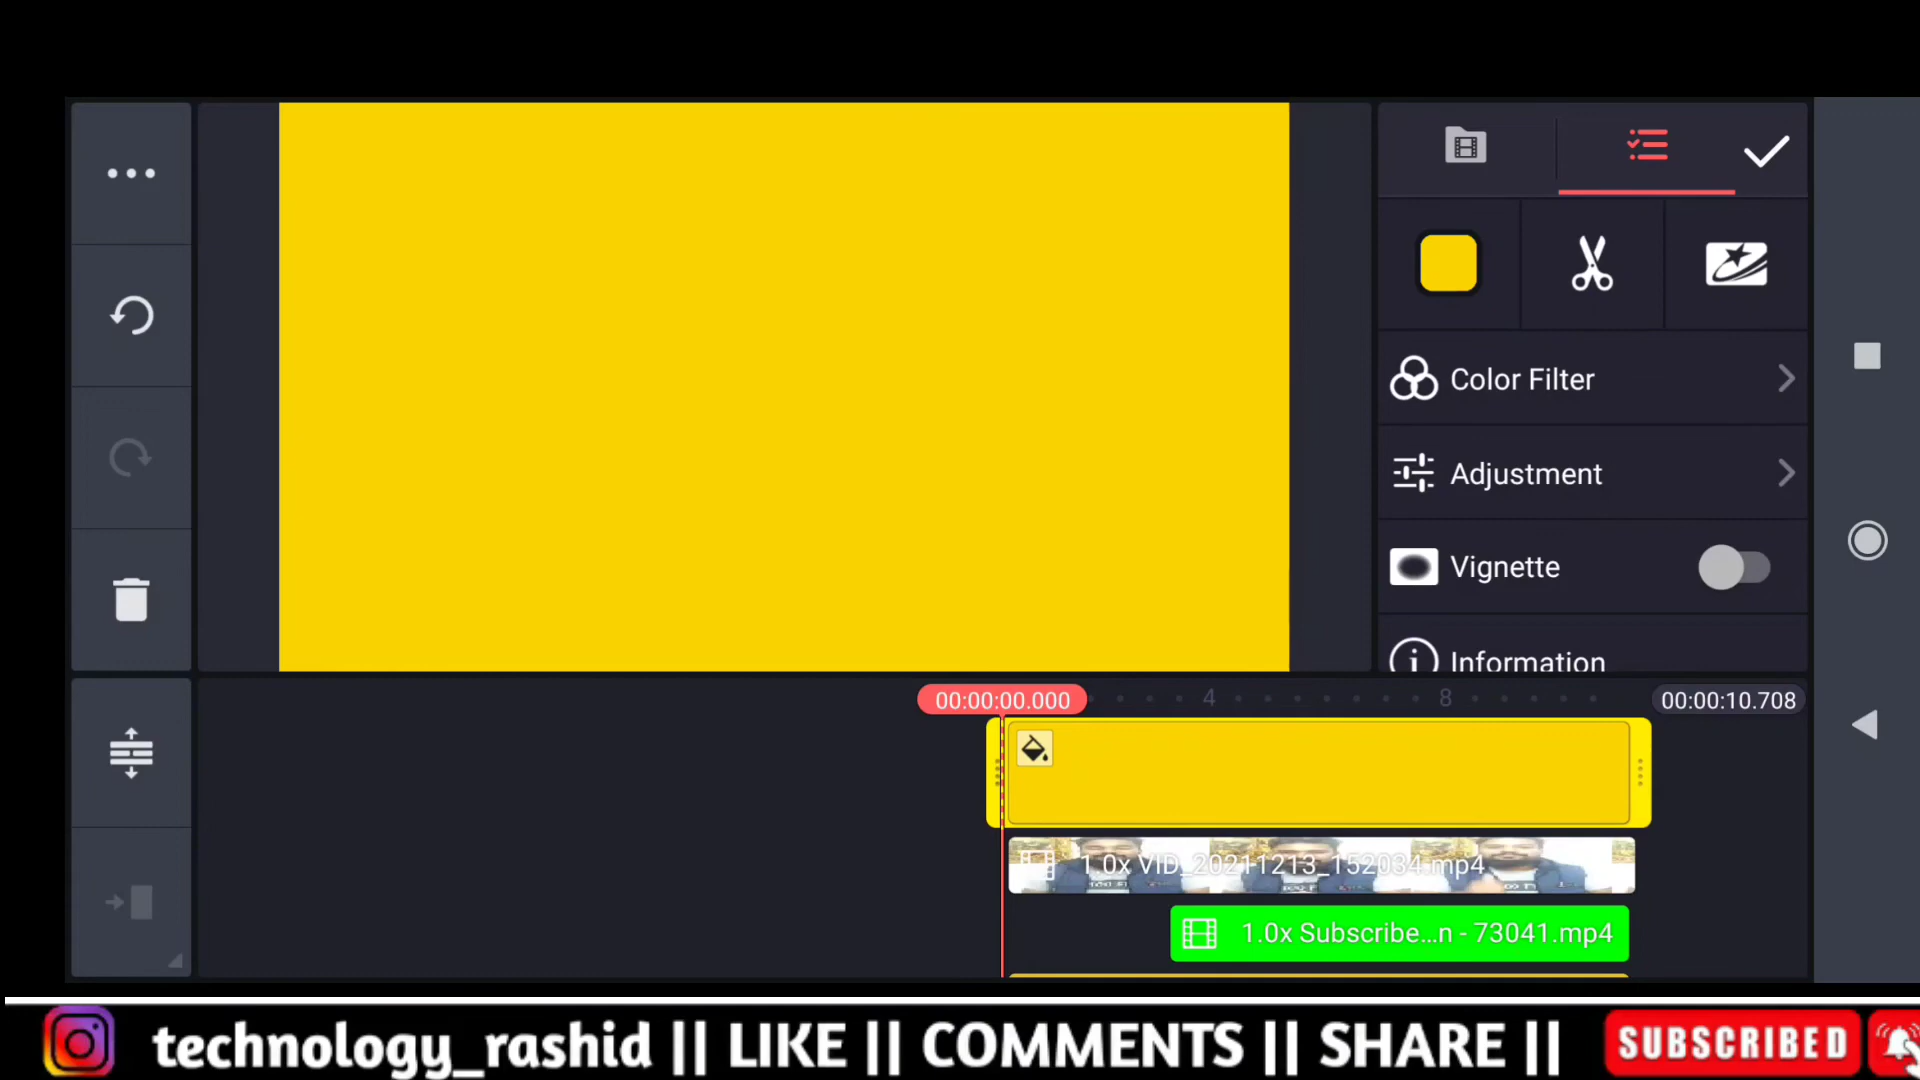 Color Filter
Adjustment
Vignette
Information
00:00:00.000
4
8
00:00:10.708
1.0x VID_20211213_152034.mp4
1.0x Subscribe...n - 73041.mp4
technology_rashid || LIKE || COMMENTS || SHARE ||
SUBSCRIBED